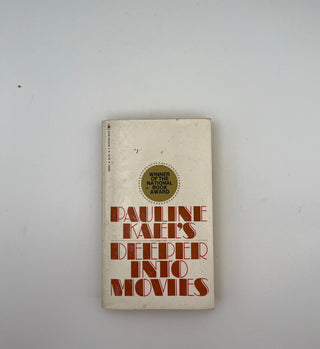 WINNER
OF THE
NATIONAL
BOOK
AWARD
PAULINE
KAEL'S
DEEPER
INTO
MOVIES